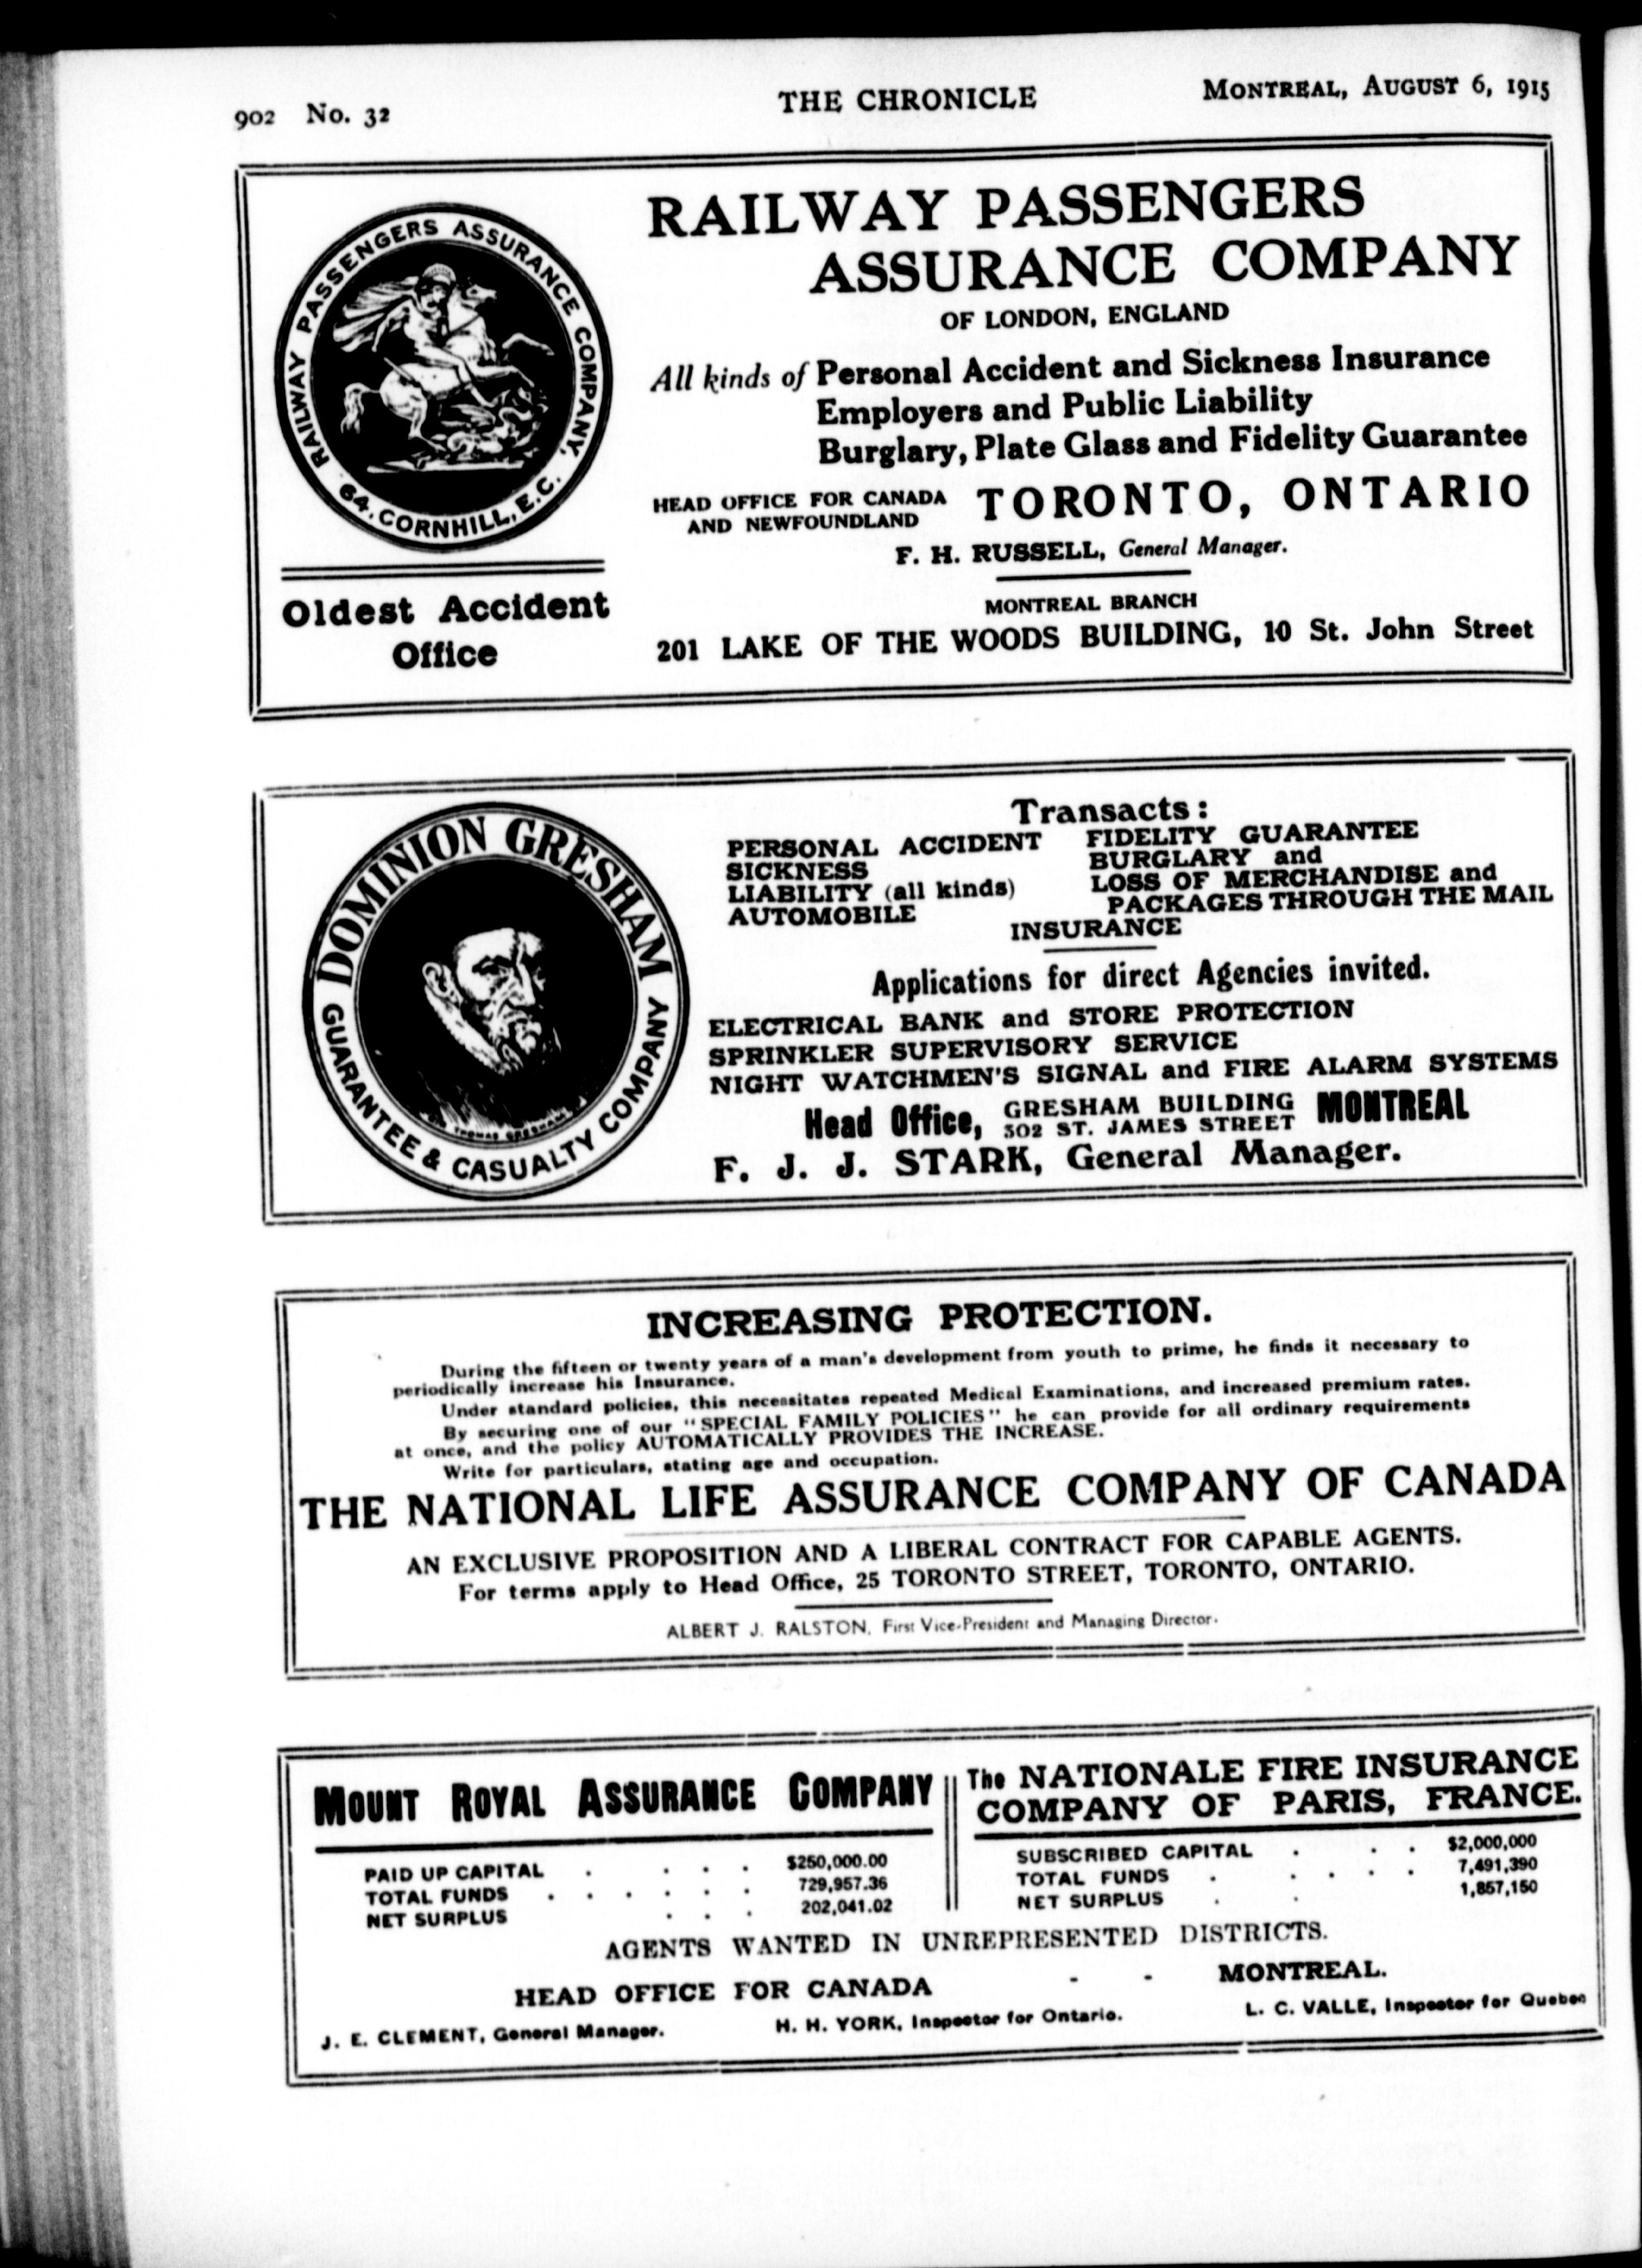 902 No. 32
THE CHRONICLE
MONTREAL, AUGUST 6, 1915
RAILWAY PASSENGERS ASSURANCE COMPANY,
64. CORNHILL, E.C.
Oldest Accident
Office
RAILWAY PASSENGERS
ASSURANCE COMPANY
OF LONDON, ENGLAND
All kinds of Personal Accident and Sickness Insurance
Employers and Public Liability
Burglary, Plate Glass and Fidelity Guarantee
HEAD OFFICE FOR CANADA
AND NEWFOUNDLAND
TORONTO, ONTARIO
F. H. RUSSELL, General Manager.
MONTREAL BRANCH
201 LAKE OF THE WOODS BUILDING, 10 St. John Street
DOMINION GRESHAM
GUARANTEE & CASUALTY COMPANY
THOMAS GRESHAM
Transacts:
PERSONAL ACCIDENT
SICKNESS
LIABILITY (all kinds)
AUTOMOBILE
FIDELITY GUARANTEE
BURGLARY and
LOSS OF MERCHANDISE and
PACKAGES THROUGH THE MAIL
INSURANCE
Applications for direct Agencies invited.
ELECTRICAL BANK and STORE PROTECTION
SPRINKLER SUPERVISORY SERVICE
NIGHT WATCHMEN'S SIGNAL and FIRE ALARM SYSTEMS
Head Office,
GRESHAM BUILDING
302 ST. JAMES STREET
MONTREAL
F. J. J. STARK, General Manager.
INCREASING PROTECTION.
During the fifteen or twenty years of a man's development from youth to prime, he finds it necessary to
periodically increase his Insurance.
Under standard policies, this necessitates repeated Medical Examinations, and increased premium rates.
By securing one of our "SPECIAL FAMILY POLICIES" he can provide for all ordinary requirements
at once, and the policy AUTOMATICALLY PROVIDES THE INCREASE.
Write for particulars, stating age and occupation.
THE NATIONAL LIFE ASSURANCE COMPANY OF CANADA
AN EXCLUSIVE PROPOSITION AND A LIBERAL CONTRACT FOR CAPABLE AGENTS.
For terms apply to Head Office, 25 TORONTO STREET, TORONTO, ONTARIO.
ALBERT J. RALSTON, First Vice-President and Managing Director.
MOUNT ROYAL ASSURANCE COMPANY
PAID UP CAPITAL . . . . $250,000.00
TOTAL FUNDS . . . . . . 729,957.36
NET SURPLUS . . . 202,041.02
The NATIONALE FIRE INSURANCE
COMPANY OF PARIS, FRANCE.
SUBSCRIBED CAPITAL . . . $2,000,000
TOTAL FUNDS . . . . . 7,491,390
NET SURPLUS . . 1,857,150
AGENTS WANTED IN UNREPRESENTED DISTRICTS.
HEAD OFFICE FOR CANADA - - MONTREAL.
J. E. CLEMENT, General Manager. H. H. YORK, Inspector for Ontario. L. C. VALLE, Inspector for Quebec